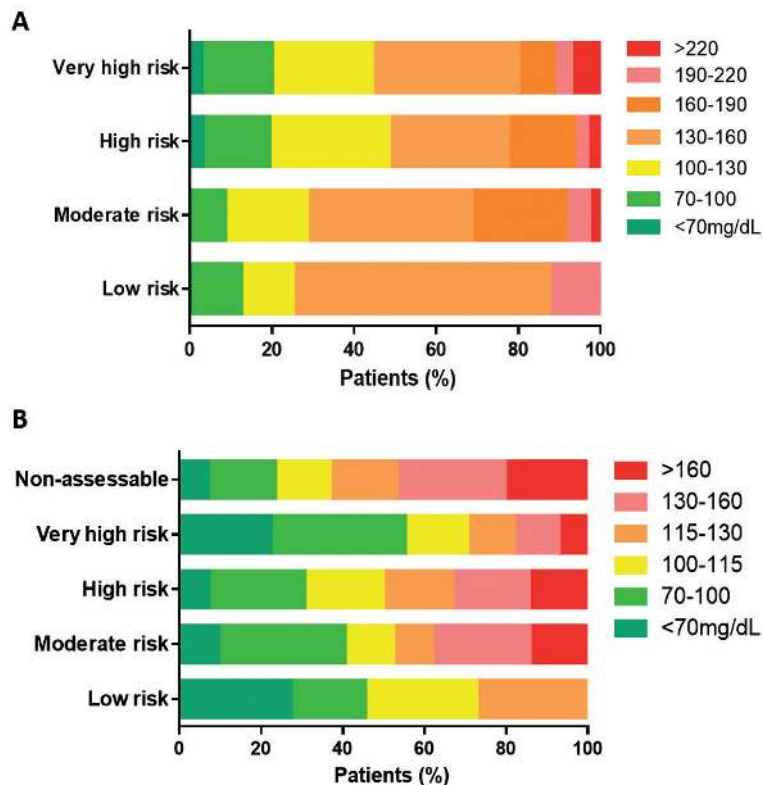 A
Very high risk
High risk
Moderate risk
Low risk
0 20 40 60 80 100
Patients (%)
>220
190-220
160-190
130-160
100-130
70-100
<70mg/dL
B
Non-assessable
Very high risk
High risk
Moderate risk
Low risk
0 20 40 60 80 100
Patients (%)
>160
130-160
115-130
100-115
70-100
<70mg/dL